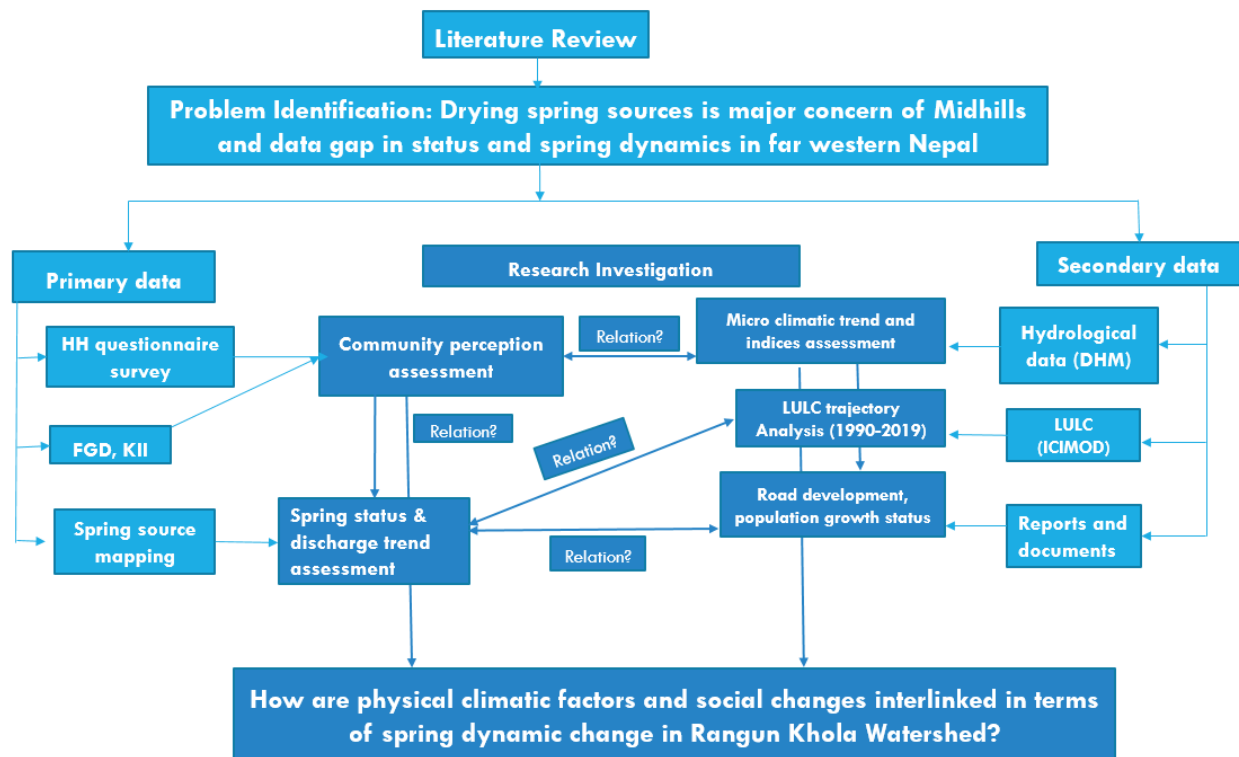 Literature Review
Problem Identification: Drying spring sources is major concern of Midhills
and data gap in status and spring dynamics in far western Nepal
Primary data
Research Investigation
Secondary data
HH questionnaire
survey
FGD, KII
Spring source
mapping
Community perception
assessment
Relation?
Micro climatic trend and
indices assessment
Hydrological
data (DHM)
Relation?
Relation?
LULC trajectory
Analysis (1990-2019)
LULC
(ICIMOD)
Spring status &
discharge trend
assessment
Relation?
Road development,
population growth status
Reports and
documents
How are physical climatic factors and social changes interlinked in terms
of spring dynamic change in Rangun Khola Watershed?